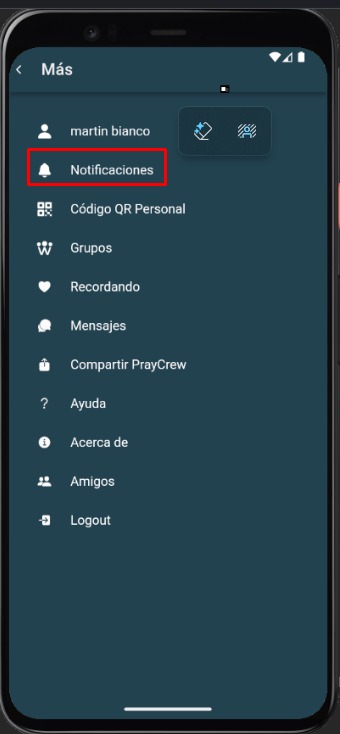 Más
martin bianco
Notificaciones
Código QR Personal
Grupos
Recordando
Mensajes
Compartir PrayCrew
Ayuda
Acerca de
Amigos
Logout